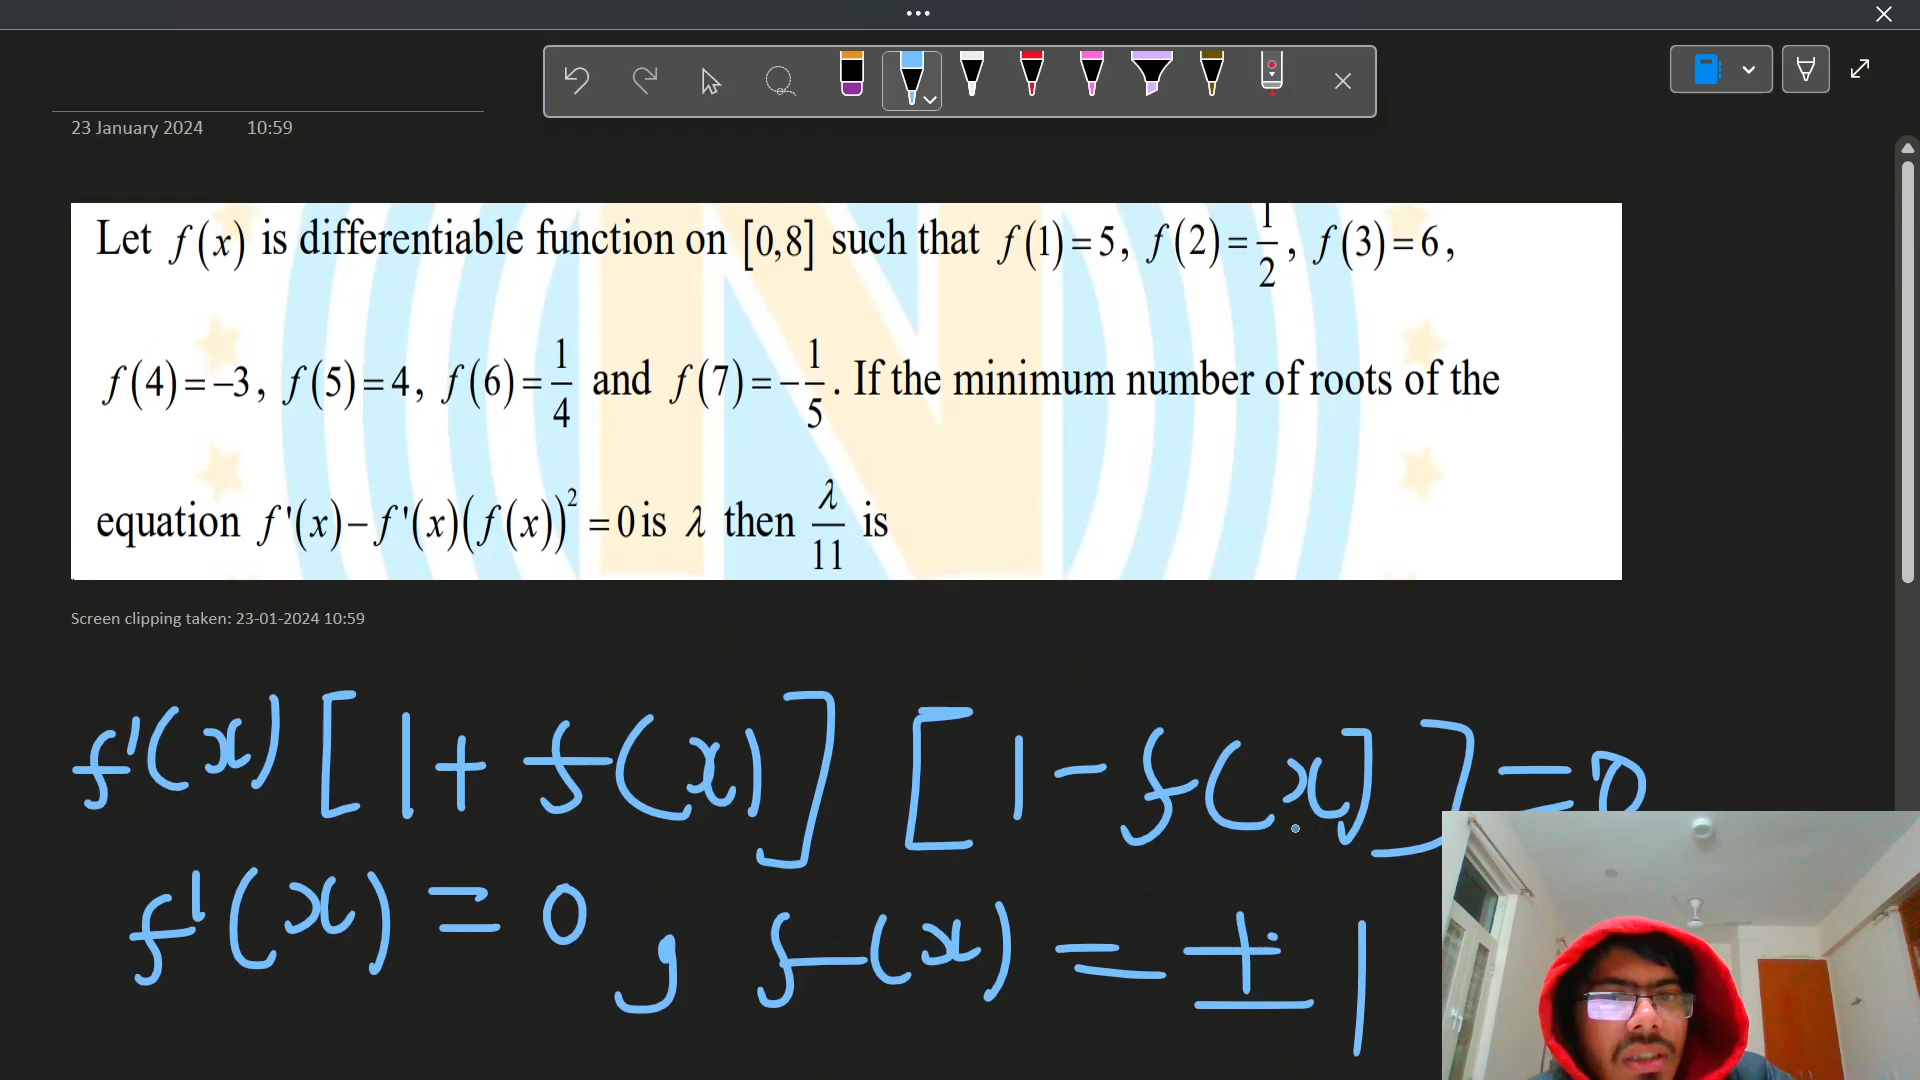 23 January 2024 10:59
Let f(x) is differentiable function on [0,8] such that f(1)=5, f(2)=1/2, f(3)=6,
f(4)=-3, f(5)=4, f(6)=1/4 and f(7)=-1/5. If the minimum number of roots of the
equation f'(x)-f'(x)(f(x))²=0 is λ then λ/11 is
Screen clipping taken: 23-01-2024 10:59
f'(x)[1+f(x)][1-f(x)]=0
f'(x)=0, f(x)=±1